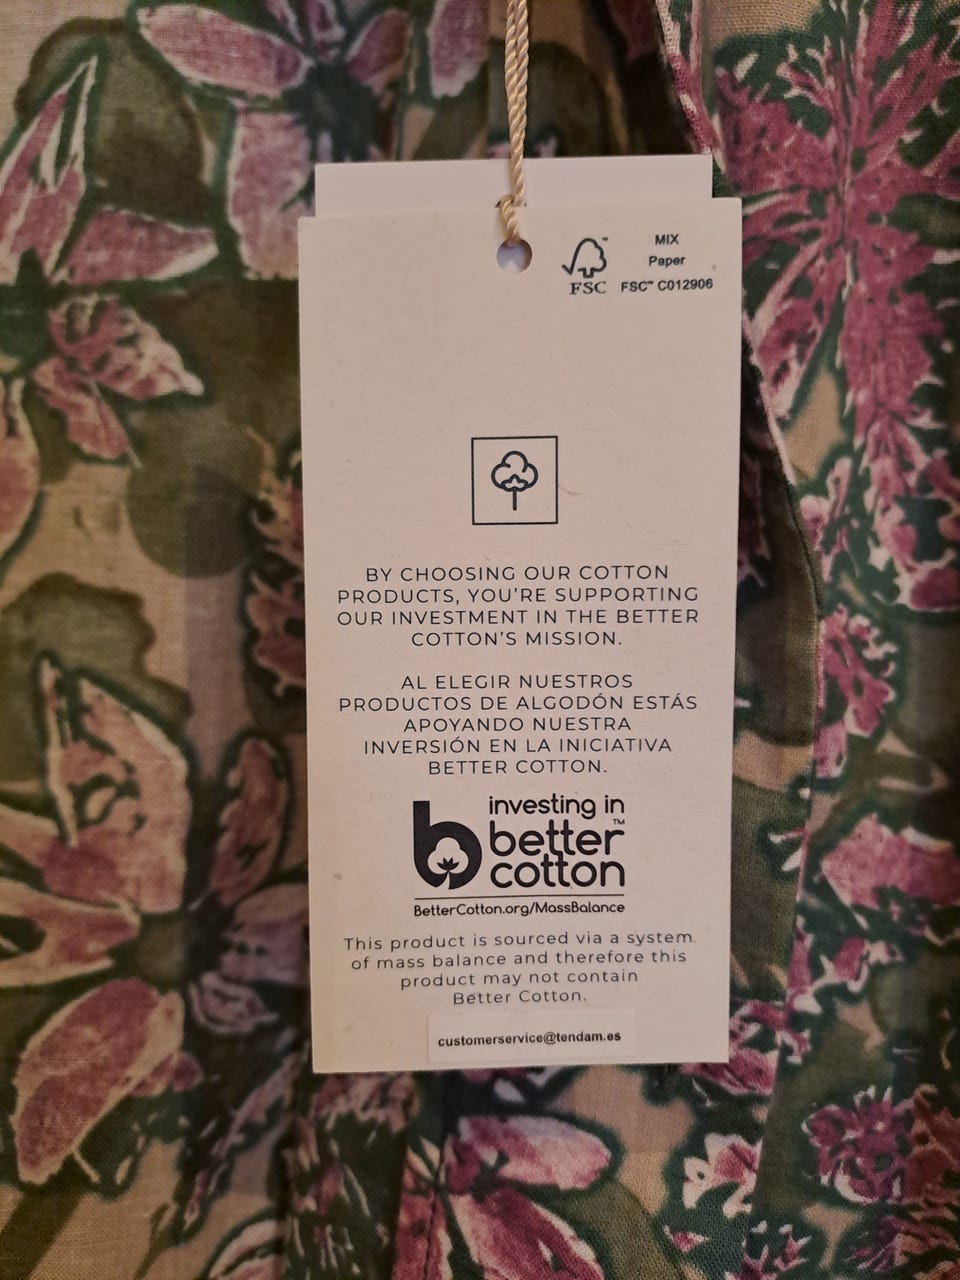 MIX
Paper
FSC™ C012906
FSC
BY CHOOSING OUR COTTON
PRODUCTS, YOU'RE SUPPORTING
OUR INVESTMENT IN THE BETTER
COTTON'S MISSION.
AL ELEGIR NUESTROS
PRODUCTOS DE ALGODÓN ESTÁS
APOYANDO NUESTRA
INVERSIÓN EN LA INICIATIVA
BETTER COTTON.
investing in
better™
cotton
BetterCotton.org/MassBalance
This product is sourced via a system
of mass balance and therefore this
product may not contain
Better Cotton.
customerservice@tendam.es